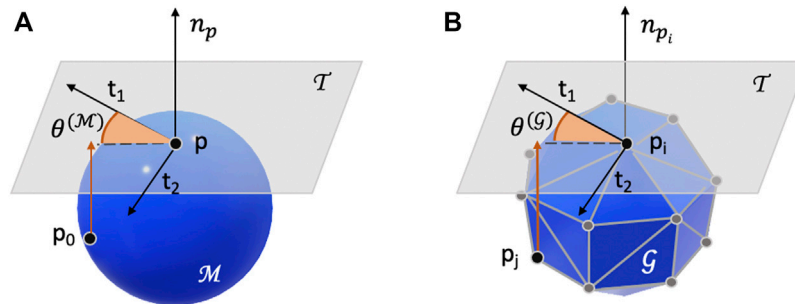 A
n_p
t₁
𝒯
θ^(ℳ)
p
t₂
p₀
ℳ
B
n_{p_i}
t₁
𝒯
θ^(𝒢)
p_i
t₂
p_j
𝒢